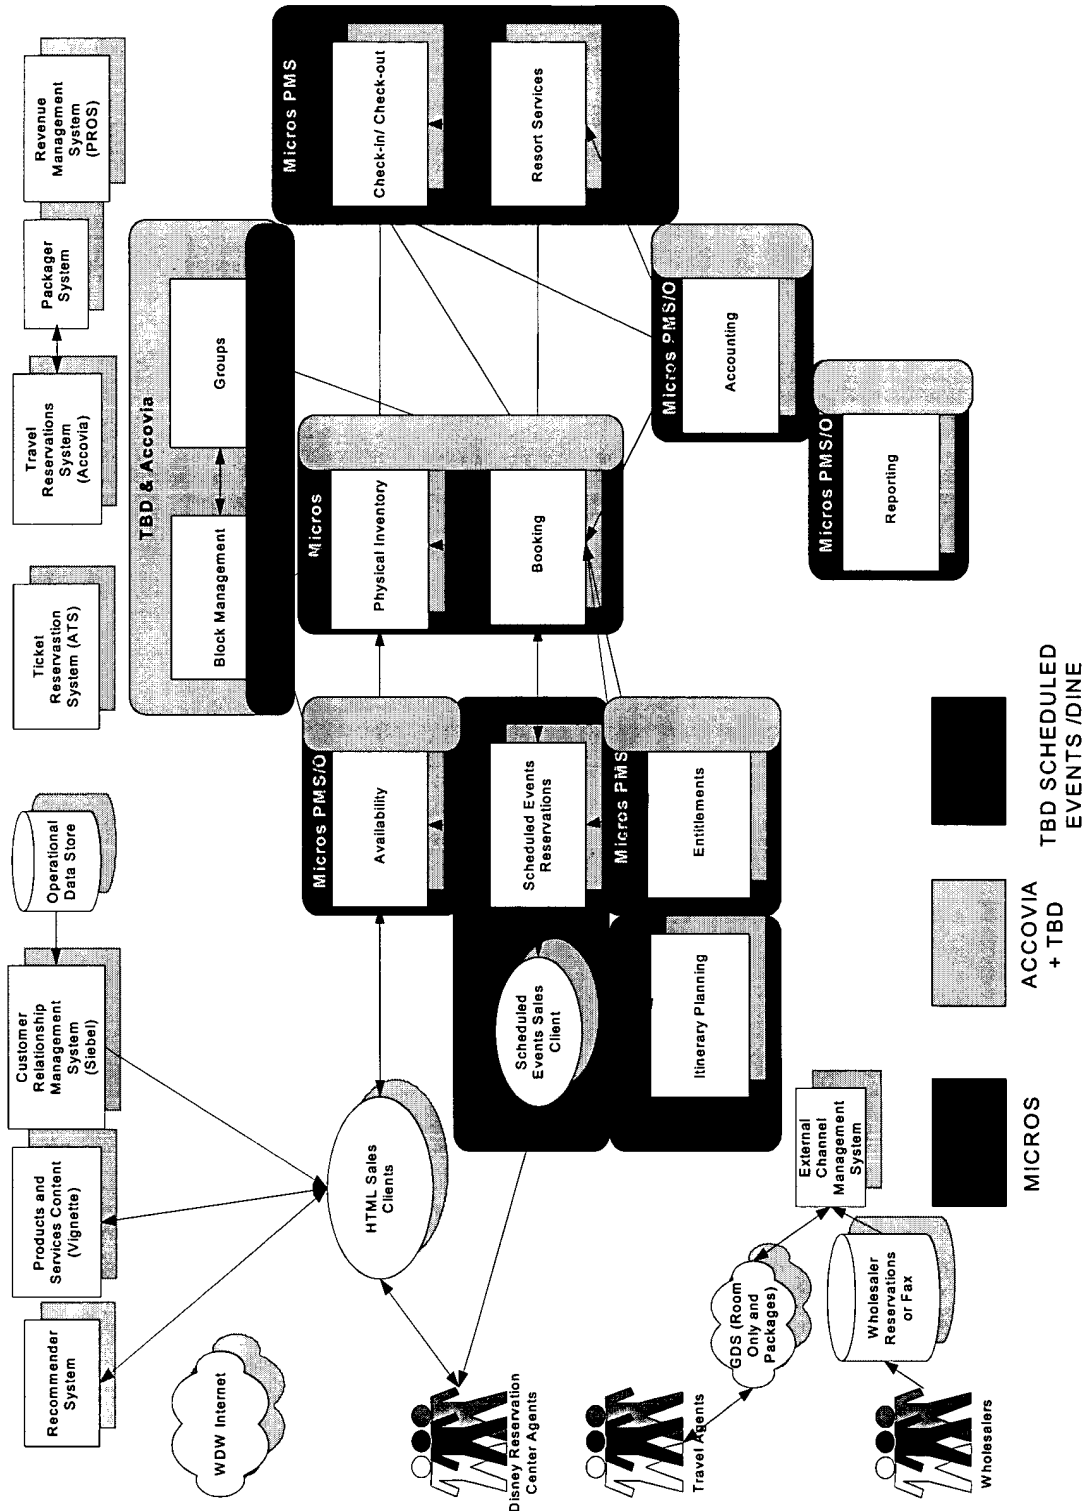 Recommender
System
Products and
Services Content
(Vignette)
Customer
Relationship
Management
System
(Siebel)
Operational
Data Store
Ticket
Reservastion
System (ATS)
Travel
Reservations
System
(Accovia)
Packager
System
Revenue
Management
System
(PROS)
WDW Internet
TBD & Accovia
Block Management
Groups
Micros PMS
Check-in/ Check-out
Resort Services
HTML Sales
Clients
Micros PMS/O
Availability
Micros
Physical Inventory
Booking
Scheduled Events Sales
Client
Scheduled Events
Reservations
Micros PMS
Entitlements
Itinerary Planning
Micros PMS/O
Accounting
Micros PMS/O
Reporting
Disney Reservation
Center Agents
Travel Agents
Wholesalers
GDS (Room
Only and
Packages)
Wholesaler
Reservations
or Fax
External
Channel
Management
System
MICROS
ACCOVIA
+ TBD
TBD SCHEDULED
EVENTS /DINE